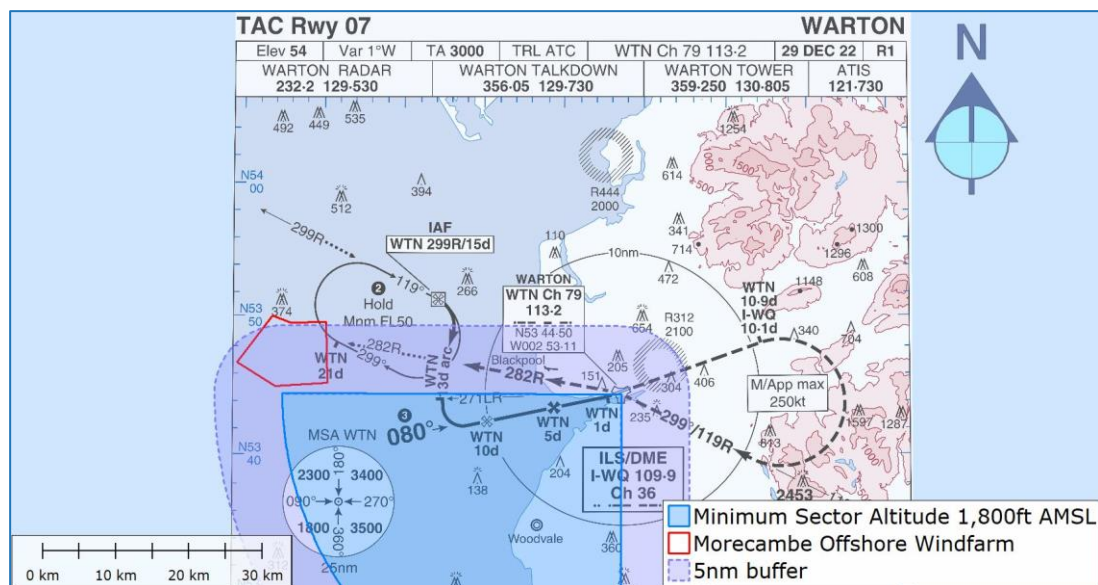 TAC Rwy 07 WARTON
Elev 54 Var 1°W TA 3000 TRL ATC WTN Ch 79 113·2 29 DEC 22 R1
WARTON RADAR WARTON TALKDOWN WARTON TOWER ATIS
232·2 129·530 356·05 129·730 359·250 130·805 121·730
N
492
449
535
1254
N54
00
394
512
614
1500
1500
R444
2000
299R
IAF
WTN 299R/15d
341
714
1300
1296
110
10nm
608
119°
2
Hold
Mnm FL50
266
WARTON
WTN Ch 79
113·2
N53 44·50
W002 53·11
472
WTN
10·9d
I-WQ
10·1d
1148
374
N53
50
654
R312
2100
340
704
282R
299°
WTN
21d
WTN
3d arc
Blackpool
282R
205
151
304
406
M/App max
250kt
271LR
3
080°
WTN
10d
WTN
5d
WTN
1d
235
299°/119R
1597
1287
813
N53
40
MSA WTN
2300 180° 3400
090° 270°
1800 360° 3500
25nm
138
204
ILS/DME
I-WQ 109·9
Ch 36
2453
Woodvale
360
312
0 km 10 km 20 km 30 km
Minimum Sector Altitude 1,800ft AMSL
Morecambe Offshore Windfarm
5nm buffer